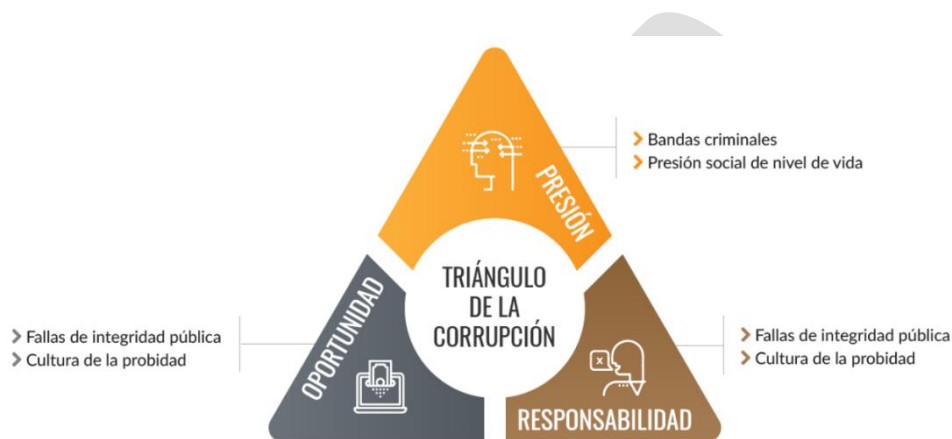 PRESIÓN
Bandas criminales
Presión social de nivel de vida
TRIÁNGULO
DE LA
CORRUPCIÓN
OPORTUNIDAD
Fallas de integridad pública
Cultura de la probidad
RESPONSABILIDAD
x
Fallas de integridad pública
Cultura de la probidad